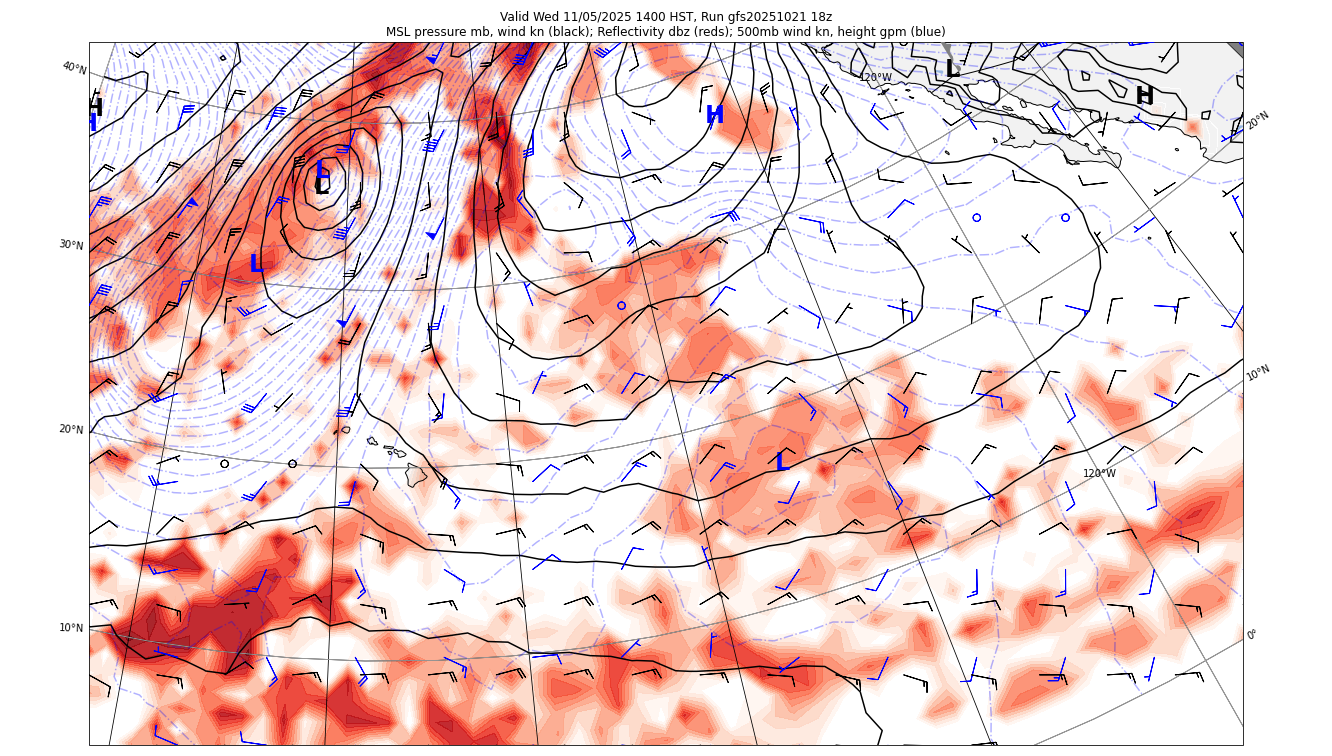 Valid Wed 11/05/2025 1400 HST, Run gfs20251021 18z
MSL pressure mb, wind kn (black); Reflectivity dbz (reds); 500mb wind kn, height gpm (blue)
40°N
120°W
L
H
20°N
H
H
H
L
L
30°N
L
10°N
20°N
L
120°W
10°N
0°